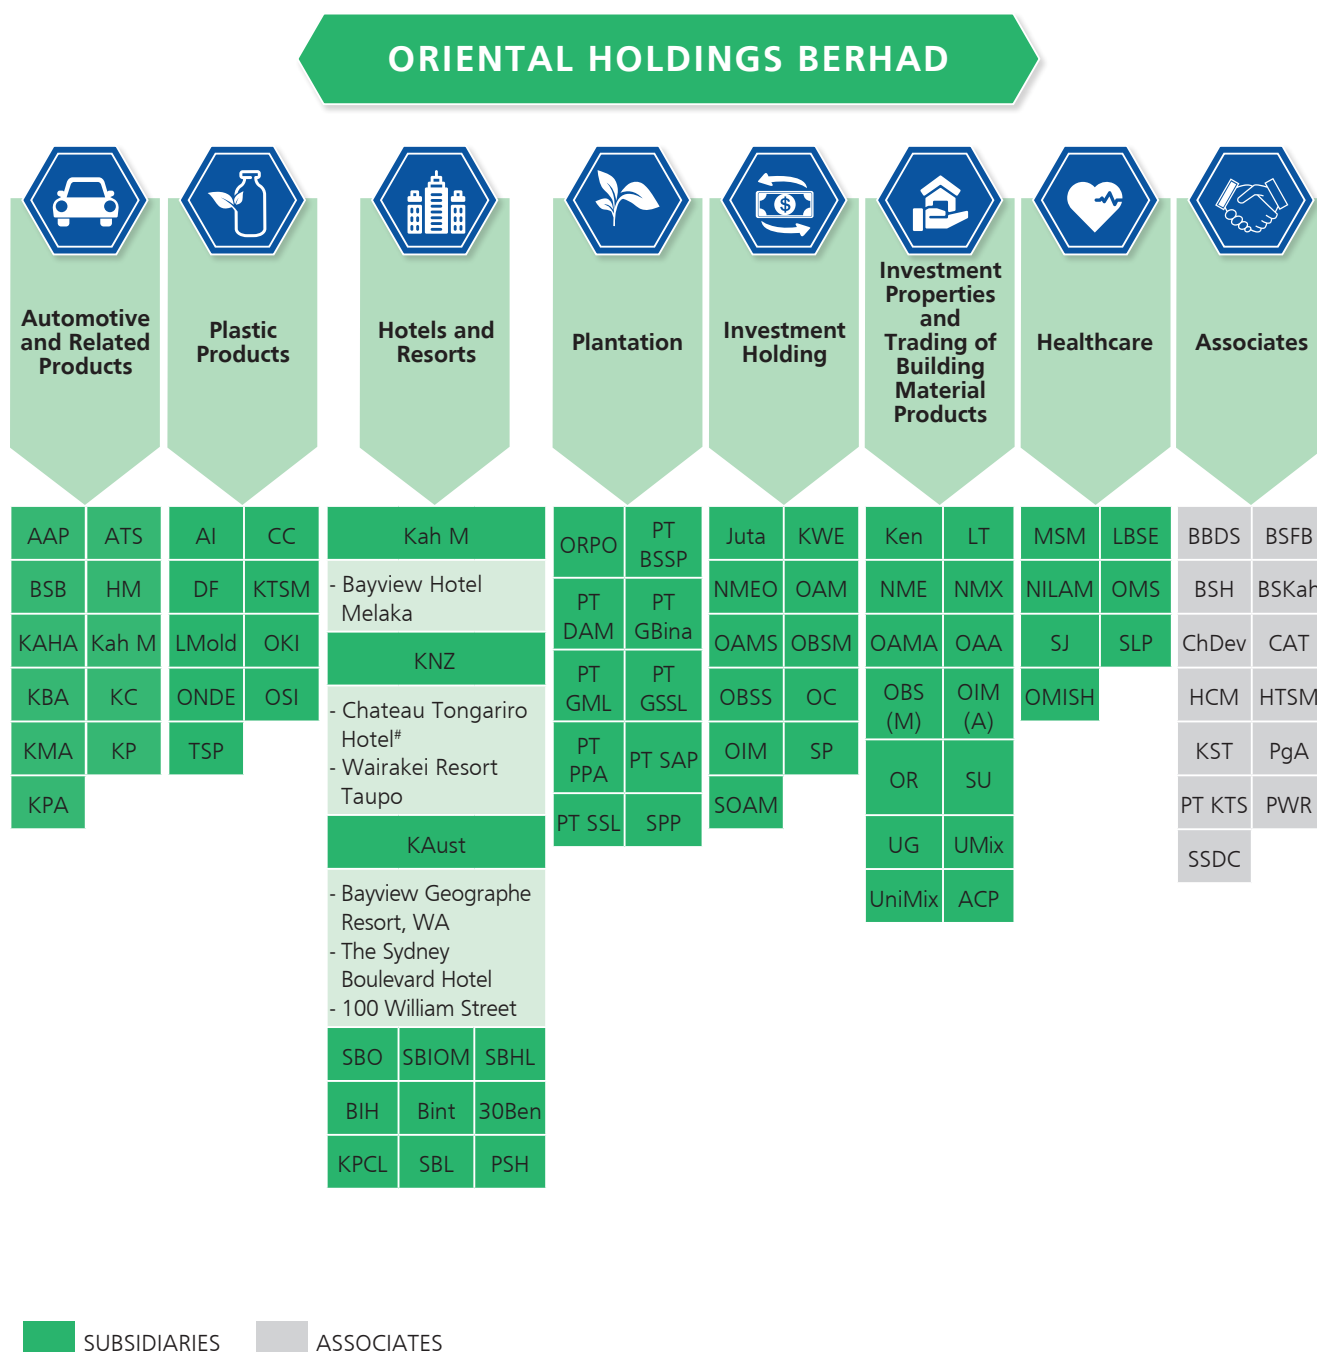 ORIENTAL HOLDINGS BERHAD
$
Automotive
and Related
Products
Plastic
Products
Hotels and
Resorts
Plantation
Investment
Holding
Investment
Properties
and
Trading of
Building
Material
Products
Healthcare
Associates
AAP ATS
BSB HM
KAHA Kah M
KBA KC
KMA KP
KPA
AI CC
DF KTSM
LMold OKI
ONDE OSI
TSP
Kah M
- Bayview Hotel
Melaka
KNZ
- Chateau Tongariro
Hotel#
- Wairakei Resort
Taupo
KAust
- Bayview Geographe
Resort, WA
- The Sydney
Boulevard Hotel
- 100 William Street
SBO SBIOM SBHL
BIH Bint 30Ben
KPCL SBL PSH
ORPO
PT
BSSP
PT
DAM
PT
GBina
PT
GML
PT
GSSL
PT
PPA
PT SAP
PT SSL SPP
Juta KWE
NMEO OAM
OAMS OBSM
OBSS OC
OIM SP
SOAM
Ken LT
NME NMX
OAMA OAA
OBS
(M)
OIM
(A)
OR SU
UG UMix
UniMix ACP
MSM LBSE
NILAM OMS
SJ SLP
OMISH
BBDS BSFB
BSH BSKah
ChDev CAT
HCM HTSM
KST PgA
PT KTS PWR
SSDC
SUBSIDIARIES
ASSOCIATES